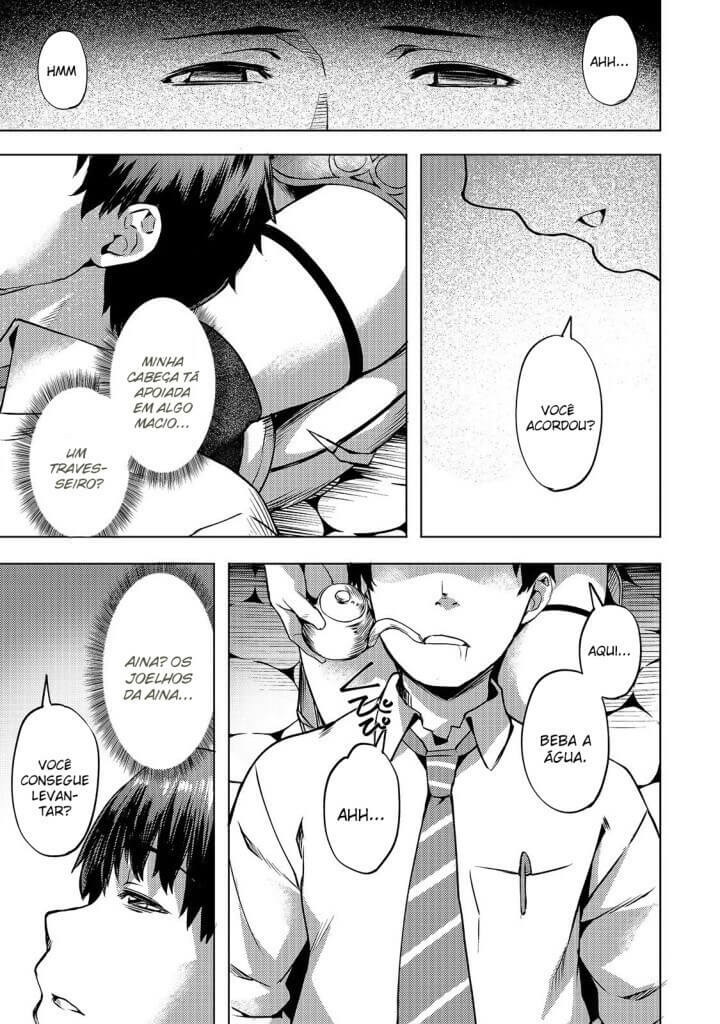 AHH...
HMM
VOCÊ
ACORDOU?
MINHA
CABEÇA TÁ
APOIADA
EM ALGO
MACIO...
UM
TRAVES-
SEIRO?
AQUI...
BEBA A
ÁGUA.
AHH...
AINA? OS
JOELHOS
DA AINA...
VOCÊ
CONSEGUE
LEVAN-
TAR?